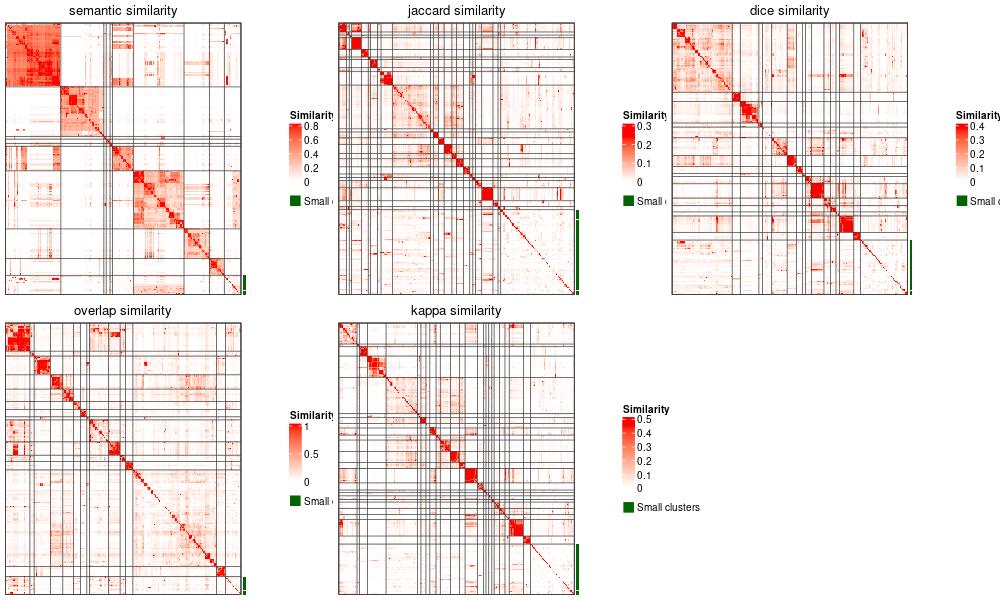 semantic similarity
jaccard similarity
dice similarity
Similarity
0.8
0.6
0.4
0.2
0
Small
Similarity
0.3
0.2
0.1
0
Small
Similarity
0.4
0.3
0.2
0.1
0
Small
overlap similarity
kappa similarity
Similarity
1
0.5
0
Small
Similarity
0.5
0.4
0.3
0.2
0.1
0
Small clusters